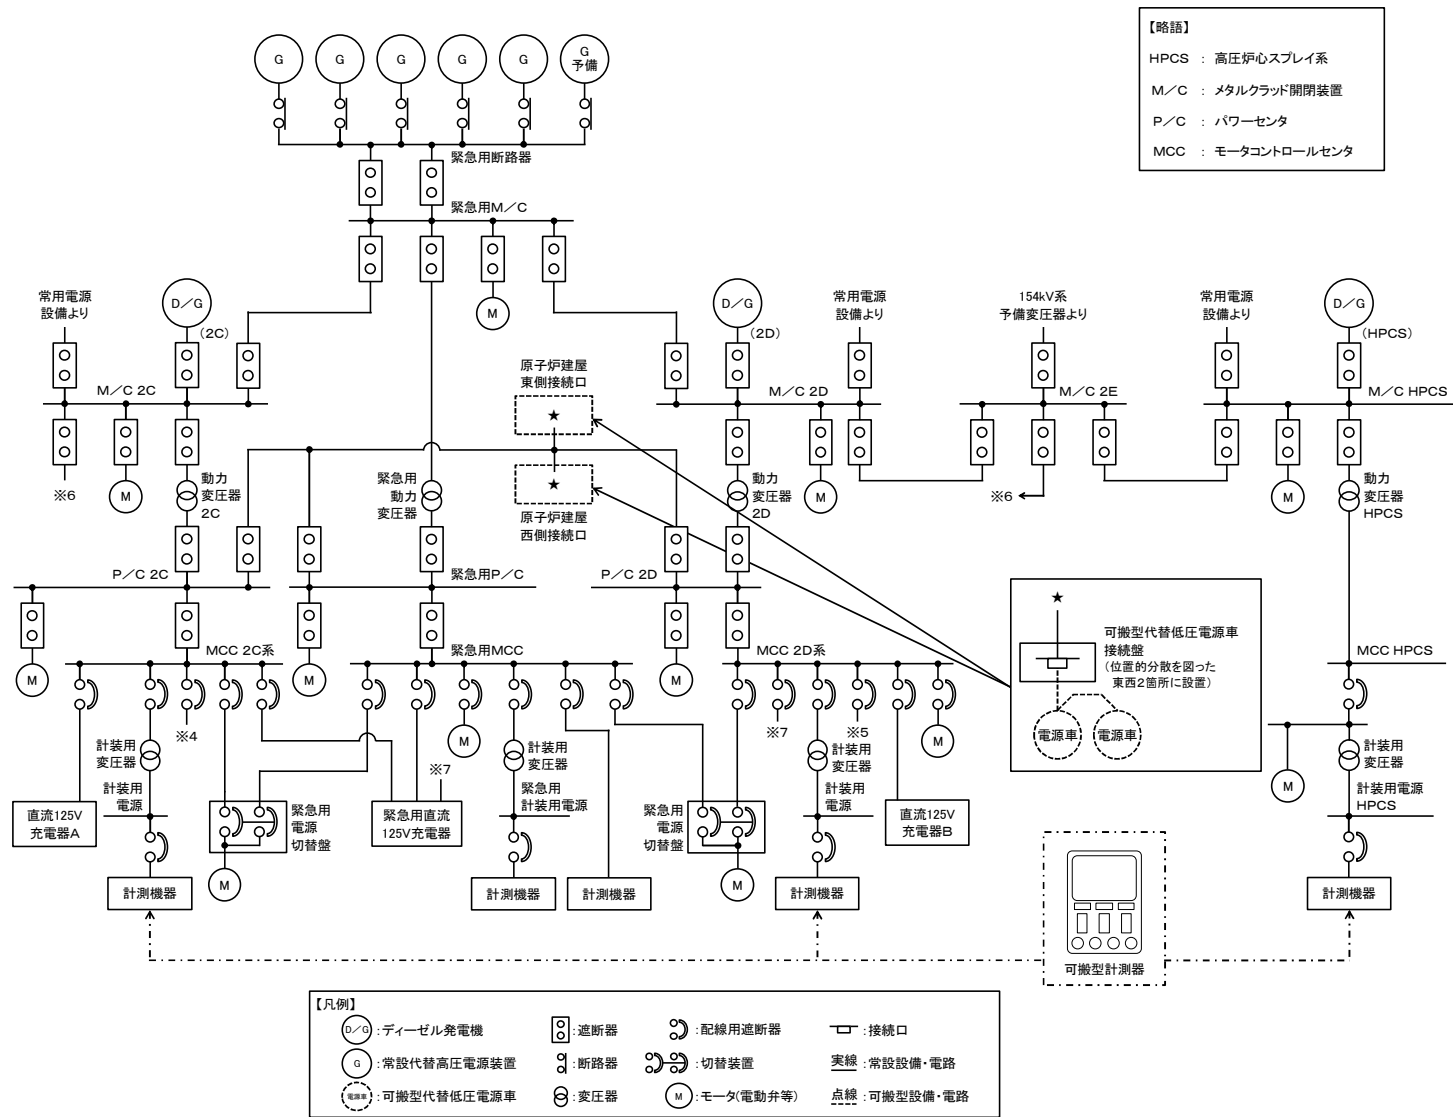 【略語】
HPCS : 高圧炉心スプレイ系
M/C : メタルクラッド開閉装置
P/C : パワーセンタ
MCC : モータコントロールセンタ
G
G
G
G
G
G
予備
緊急用断路器
緊急用M/C
M
常用電源
設備より
D/G
(2C)
M/C 2C
※6
M
動力
変圧器
2C
緊急用
動力
変圧器
原子炉建屋
東側接続口
★
★
原子炉建屋
西側接続口
D/G
(2D)
M/C 2D
常用電源
設備より
M
動力
変圧器
2D
154kV系
予備変圧器より
M/C 2E
※6
常用電源
設備より
D/G
(HPCS)
M/C HPCS
M
動力
変圧器
HPCS
P/C 2C
M
緊急用P/C
M
P/C 2D
M
★
可搬型代替低圧電源車
接続盤
(位置的分散を図った
東西2箇所に設置)
電源車
電源車
MCC 2C系
緊急用MCC
MCC 2D系
MCC HPCS
※4
計装用
変圧器
計装用
電源
直流125V
充電器A
計測機器
緊急用
電源
切替盤
M
※7
緊急用直流
125V充電器
M
計装用
変圧器
緊急用
計装用電源
計測機器
計測機器
緊急用
電源
切替盤
M
※7
※5
計装用
変圧器
計装用
電源
計測機器
M
直流125V
充電器B
M
計装用
変圧器
計装用電源
HPCS
計測機器
可搬型計測器
【凡例】
D/G :ディーゼル発電機
:遮断器
:配線用遮断器
:接続口
G :常設代替高圧電源装置
:断路器
:切替装置
実線 :常設設備・電路
電源車 :可搬型代替低圧電源車
:変圧器
M :モータ(電動弁等)
点線 :可搬型設備・電路